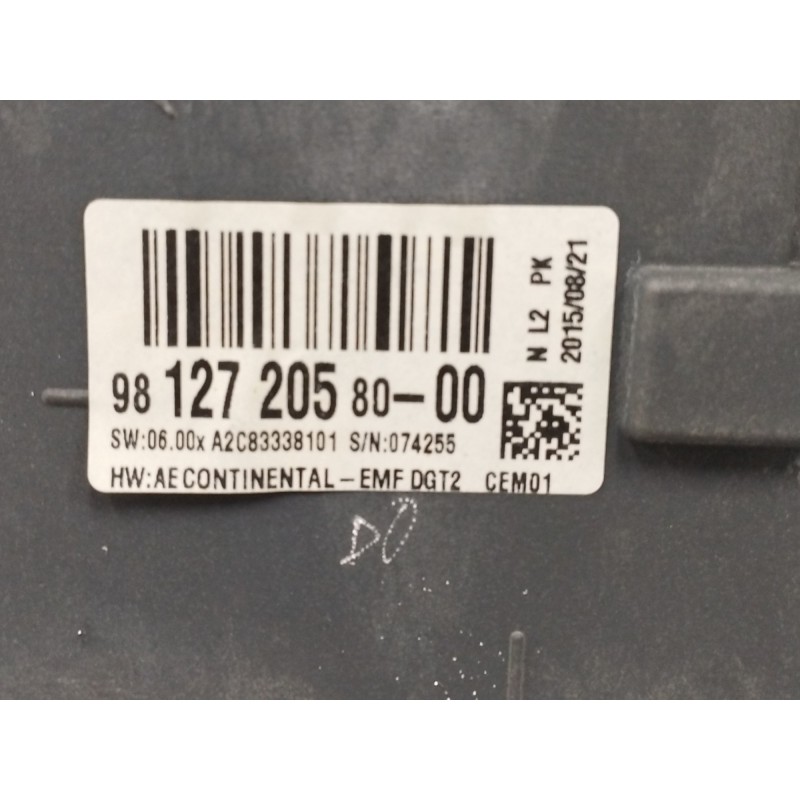 98 127 205 80-00
SW:06.00x A2C83338101 S/N:074255
HW:AE CONTINENTAL-EMF DGT2 CEM01
N L2 PK
2015/08/21